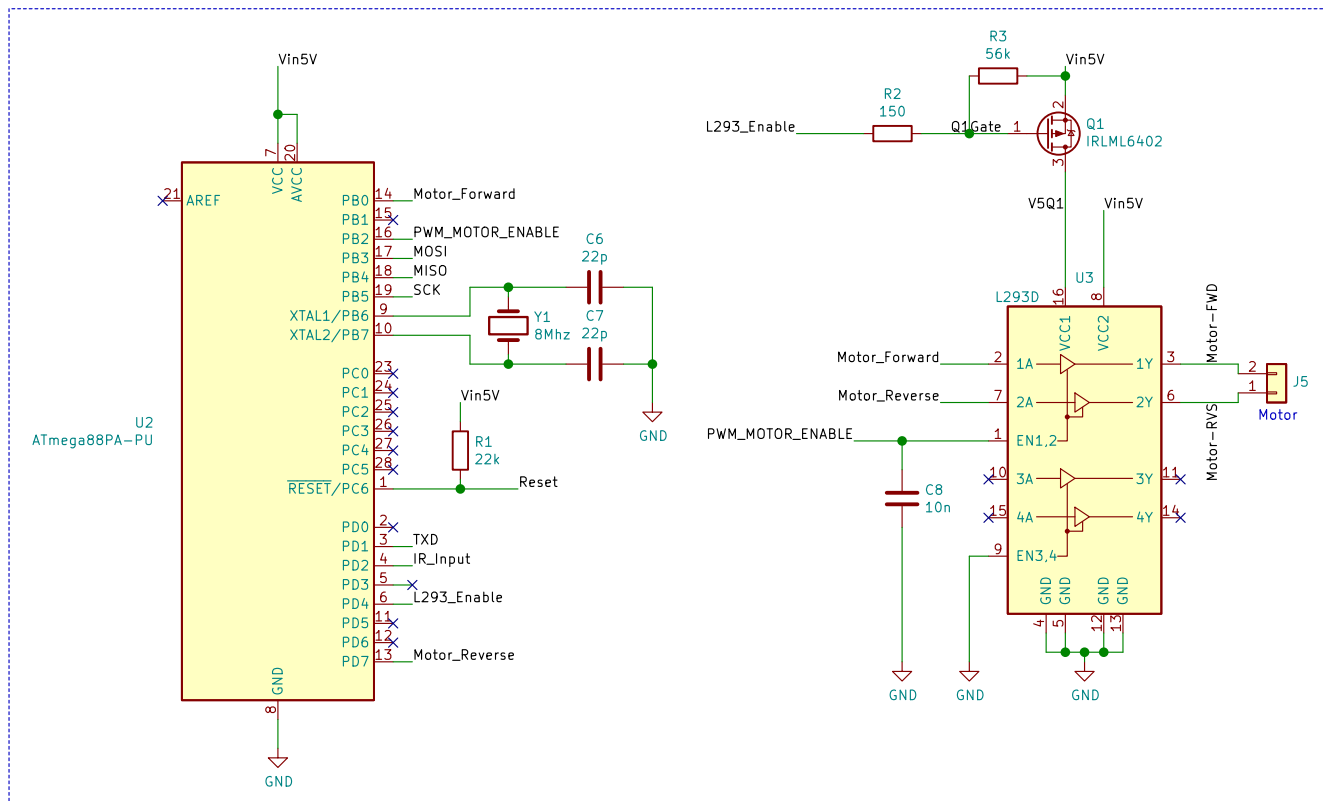 Vin5V
7
20
VCC
AVCC
21
AREF
U2
ATmega88PA-PU
PB0
14
Motor_Forward
PB1
15
PB2
16
PWM_MOTOR_ENABLE
PB3
17
MOSI
PB4
18
MISO
PB5
19
SCK
XTAL1/PB6
9
XTAL2/PB7
10
PC0
23
PC1
24
PC2
25
PC3
26
PC4
27
PC5
28
RESET/PC6
1
Reset
PD0
2
PD1
3
TXD
PD2
4
IR_Input
PD3
5
PD4
6
L293_Enable
PD5
11
PD6
12
PD7
13
Motor_Reverse
GND
8
GND
C6
22p
Y1
8Mhz
C7
22p
GND
Vin5V
R1
22k
R3
56k
Vin5V
R2
150
L293_Enable
Q1Gate
1
2
3
Q1
IRLML6402
V5Q1
Vin5V
U3
L293D
16
8
VCC1
VCC2
Motor_Forward
2
1A
1Y
3
Motor-FWD
Motor_Reverse
7
2A
2Y
6
Motor-RVS
2
1
J5
Motor
PWM_MOTOR_ENABLE
1
EN1,2
C8
10n
10
3A
3Y
11
15
4A
4Y
14
9
EN3,4
GND
GND
GND
GND
4
5
12
13
GND
GND
GND